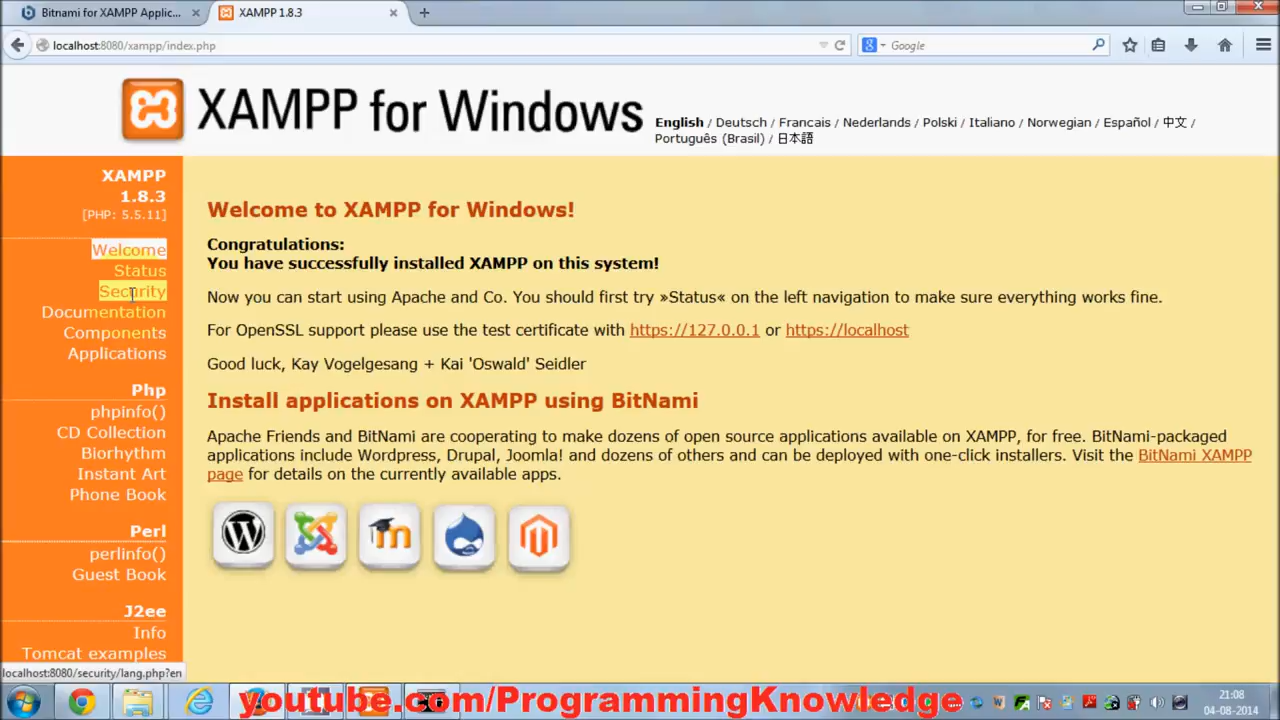 Bitnami for XAMPP Applic...
XAMPP 1.8.3
localhost:8080/xampp/index.php
Google
XAMPP for Windows
English / Deutsch / Francais / Nederlands / Polski / Italiano / Norwegian / Español / 中文 /
Português (Brasil) / 日本語
XAMPP
1.8.3
[PHP: 5.5.11]
Welcome
Status
Security
Documentation
Components
Applications
Php
phpinfo()
CD Collection
Biorhythm
Instant Art
Phone Book
Perl
perlinfo()
Guest Book
J2ee
Info
Tomcat examples
Welcome to XAMPP for Windows!
Congratulations:
You have successfully installed XAMPP on this system!
Now you can start using Apache and Co. You should first try »Status« on the left navigation to make sure everything works fine.
For OpenSSL support please use the test certificate with https://127.0.0.1 or https://localhost
Good luck, Kay Vogelgesang + Kai 'Oswald' Seidler
Install applications on XAMPP using BitNami
Apache Friends and BitNami are cooperating to make dozens of open source applications available on XAMPP, for free. BitNami-packaged
applications include Wordpress, Drupal, Joomla! and dozens of others and can be deployed with one-click installers. Visit the BitNami XAMPP
page for details on the currently available apps.
localhost:8080/security/lang.php?en
youtube.com/ProgrammingKnowledge
21:08
04-08-2014